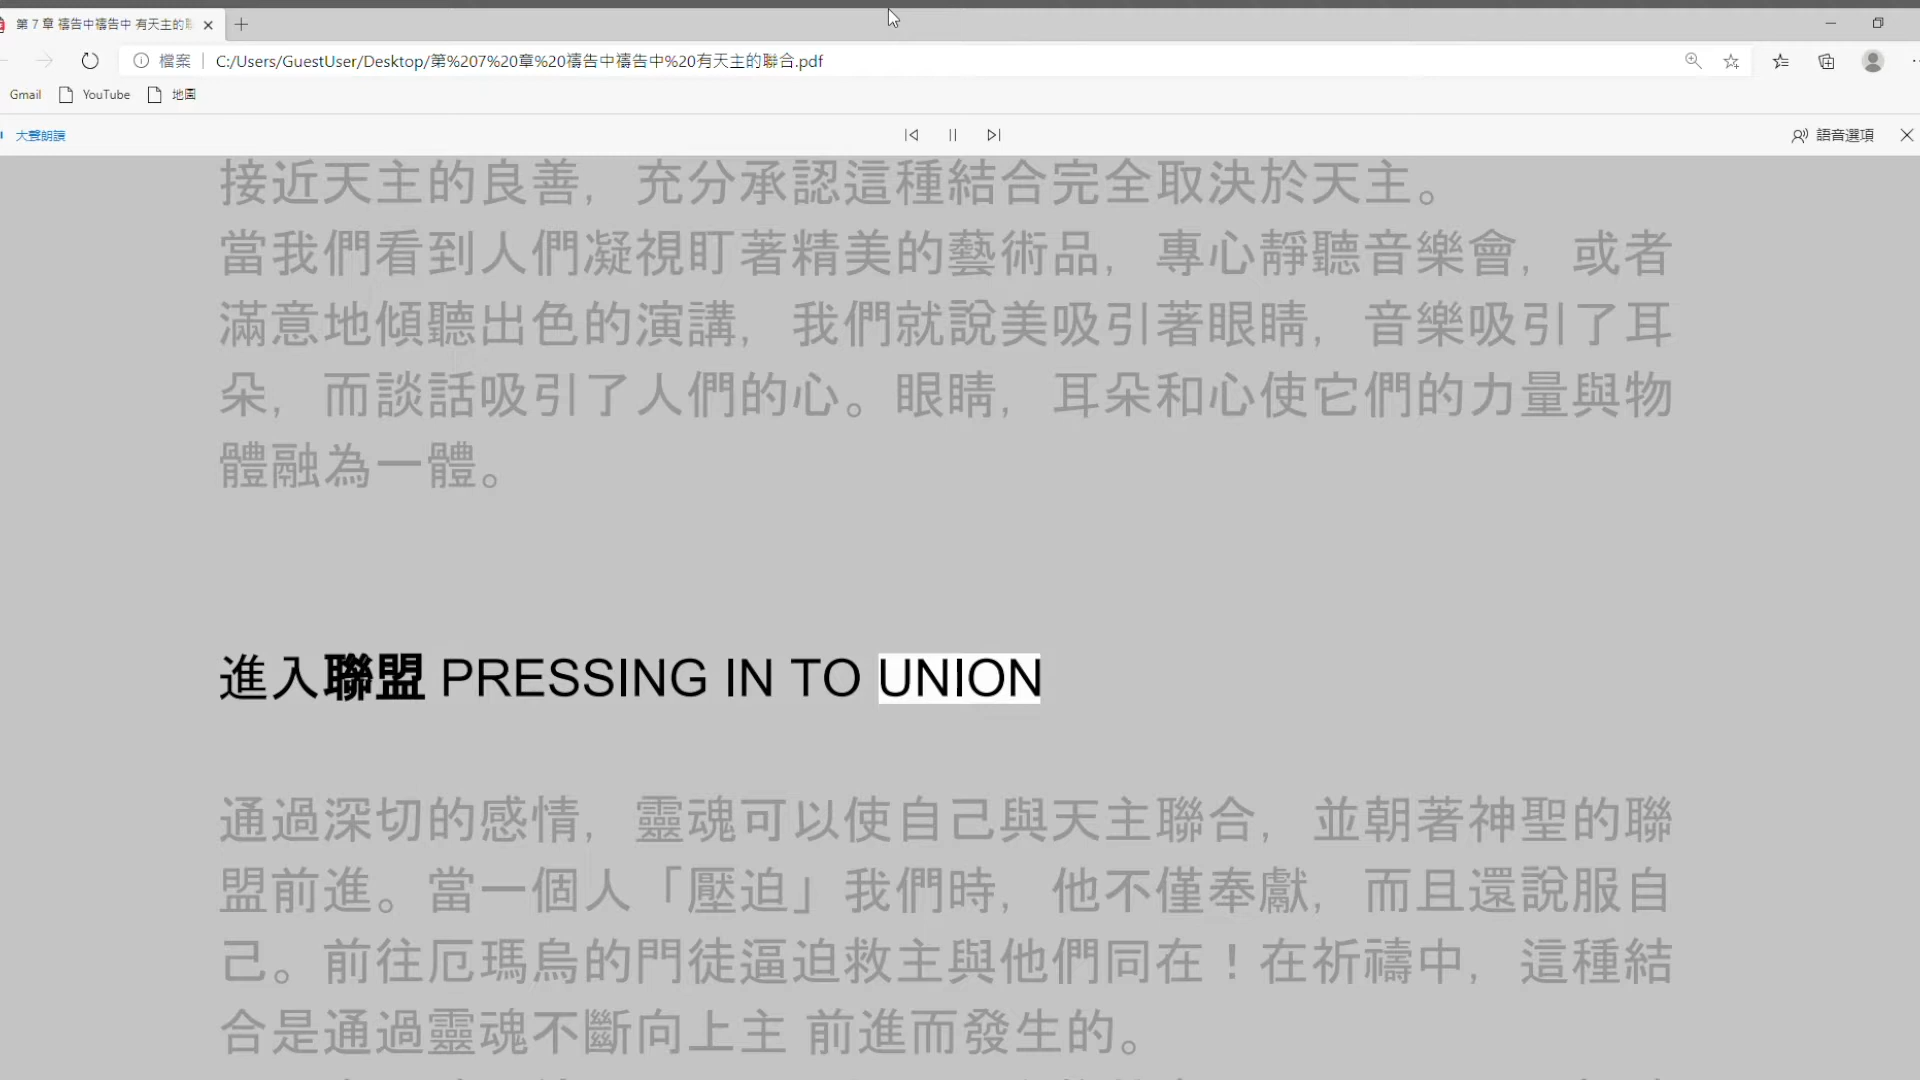 第 7 章 禱告中禱告中 有天主的
檔案
C:/Users/GuestUser/Desktop/第%207%20章%20禱告中禱告中%20有天主的聯合.pdf
Gmail YouTube 地圖
大聲朗讀
語音選項
接近天主的良善，充分承認這種結合完全取決於天主。
當我們看到人們凝視盯著精美的藝術品，專心靜聽音樂會，或者
滿意地傾聽出色的演講，我們就說美吸引著眼睛，音樂吸引了耳
朵，而談話吸引了人們的心。眼睛，耳朵和心使它們的力量與物
體融為一體。
進入聯盟 PRESSING IN TO UNION
通過深切的感情，靈魂可以使自己與天主聯合，並朝著神聖的聯
盟前進。當一個人「壓迫」我們時，他不僅奉獻，而且還說服自
己。前往厄瑪烏的門徒逼迫救主與他們同在！在祈禱中，這種結
合是通過靈魂不斷向上主 前進而發生的。